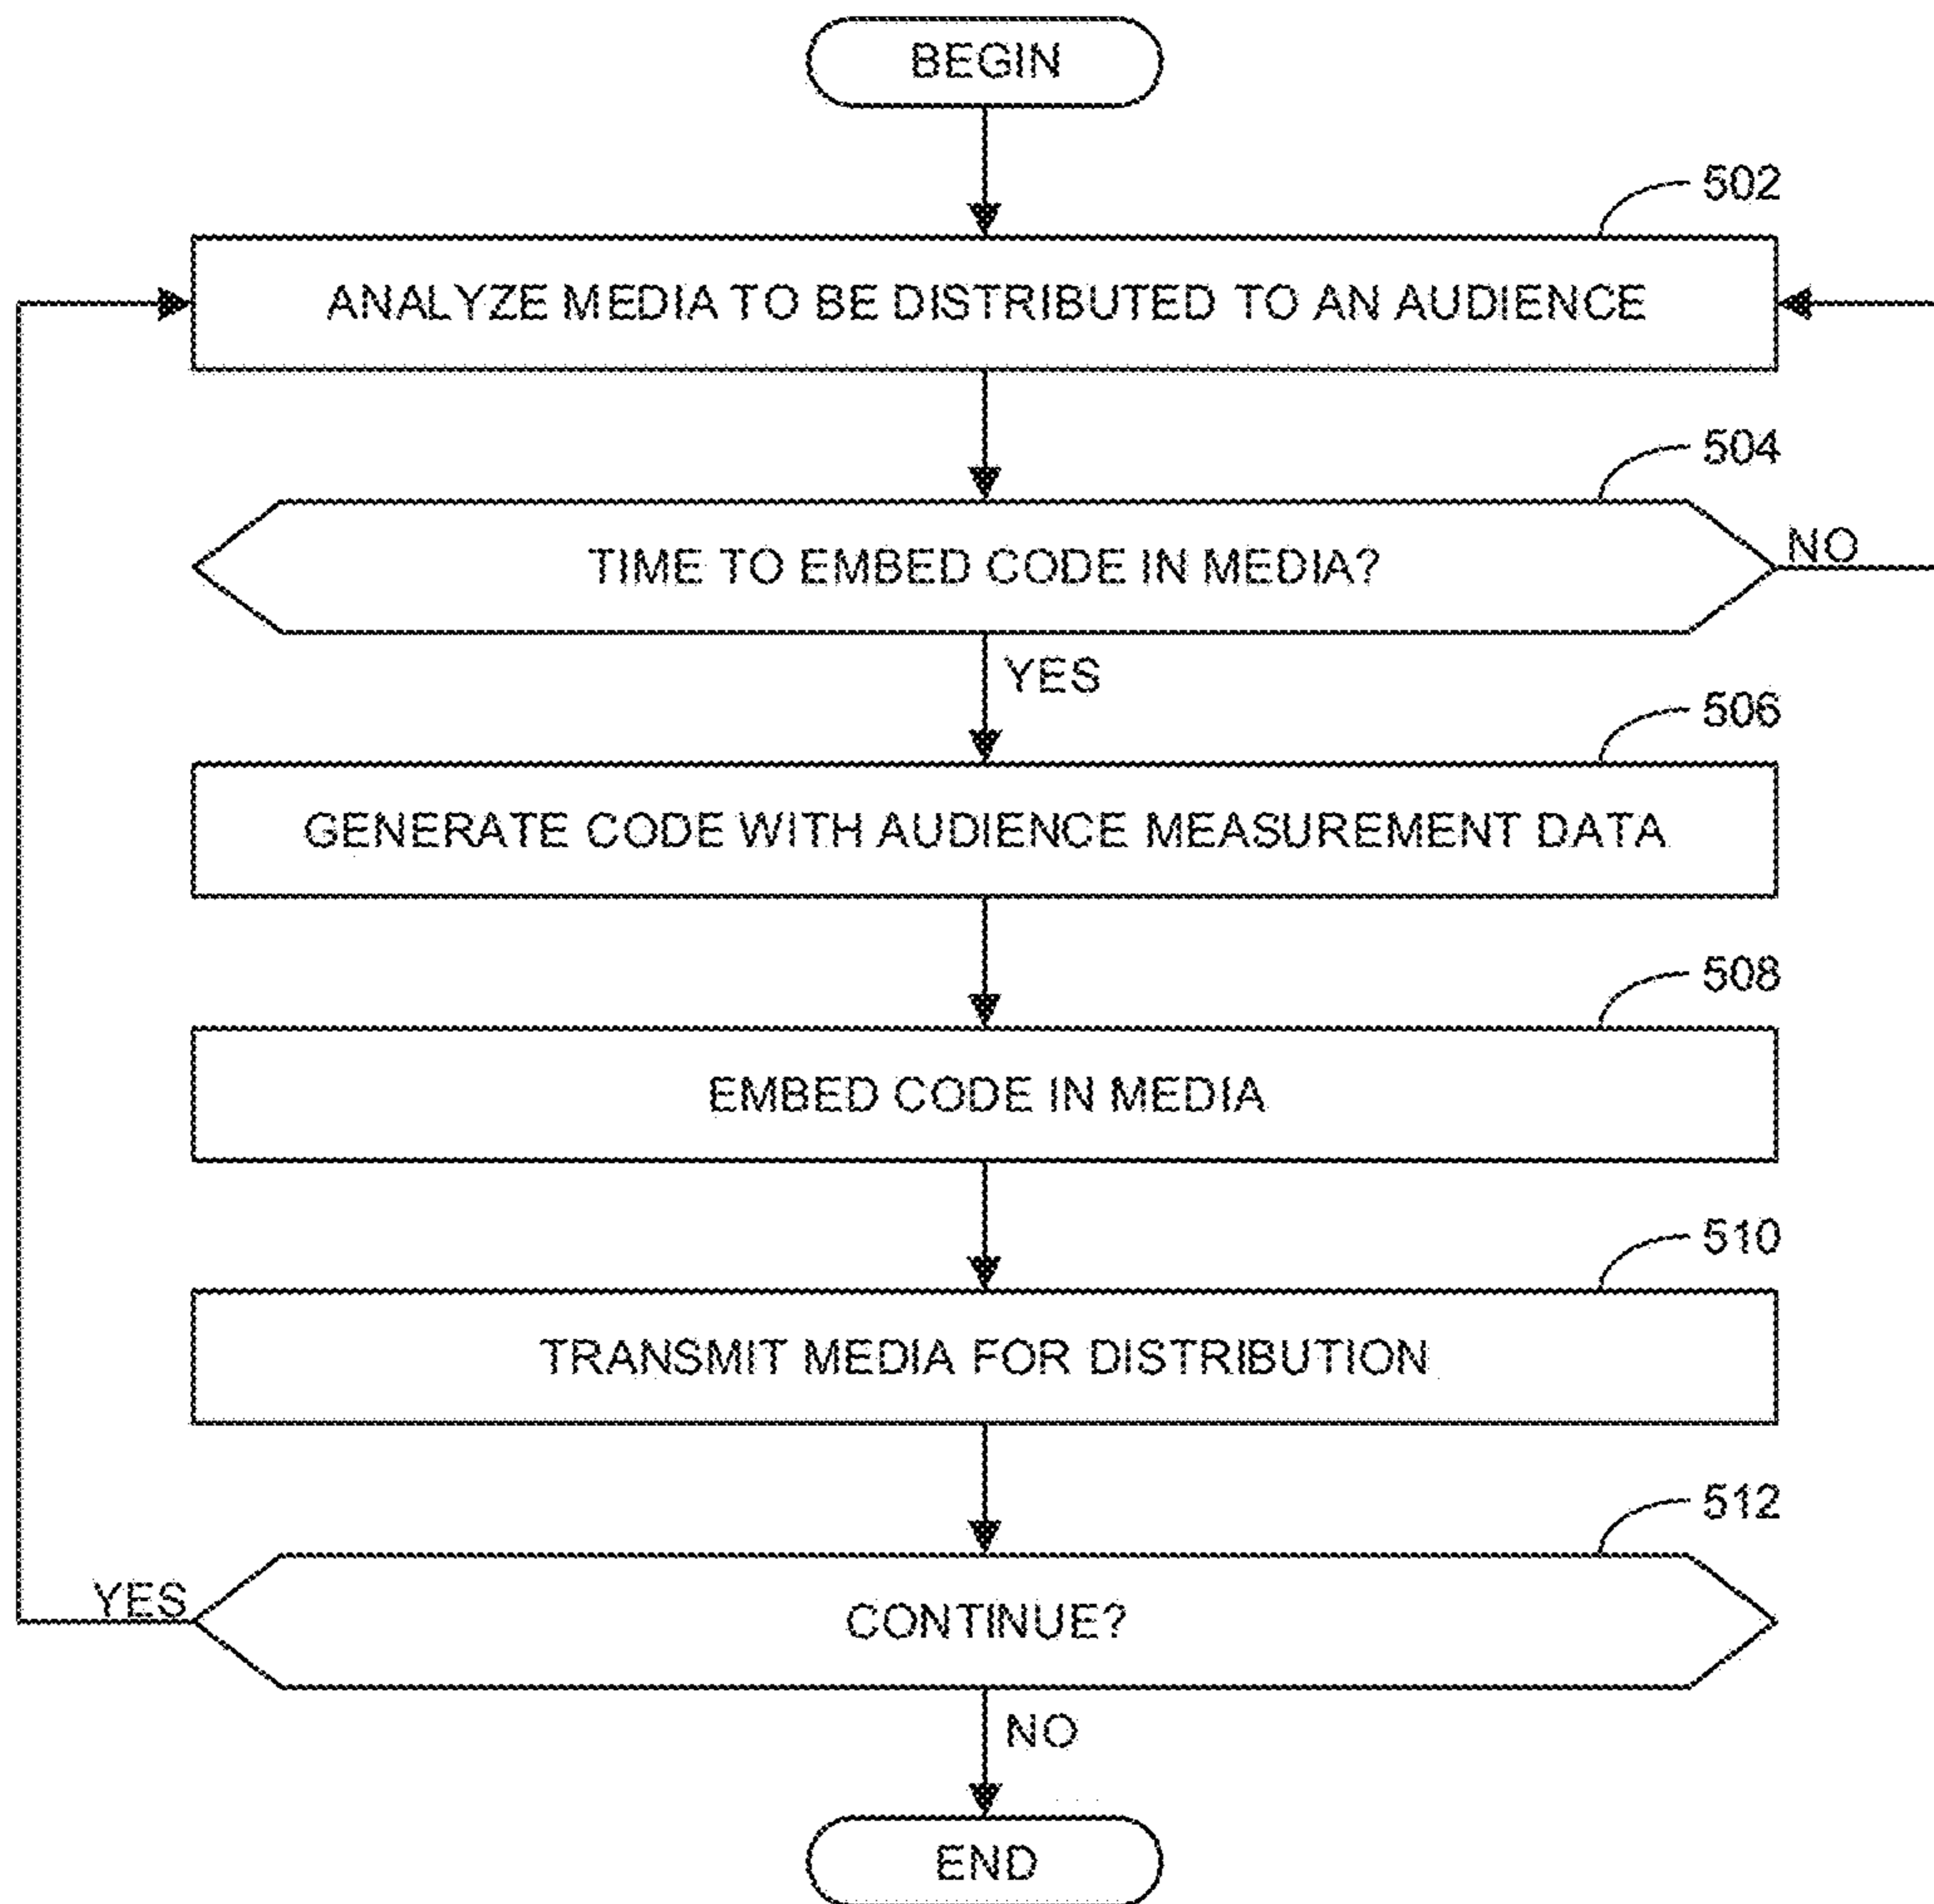 BEGIN
502
ANALYZE MEDIA TO BE DISTRIBUTED TO AN AUDIENCE
504
TIME TO EMBED CODE IN MEDIA?
NO
YES
506
GENERATE CODE WITH AUDIENCE MEASUREMENT DATA
508
EMBED CODE IN MEDIA
510
TRANSMIT MEDIA FOR DISTRIBUTION
512
YES
CONTINUE?
NO
END